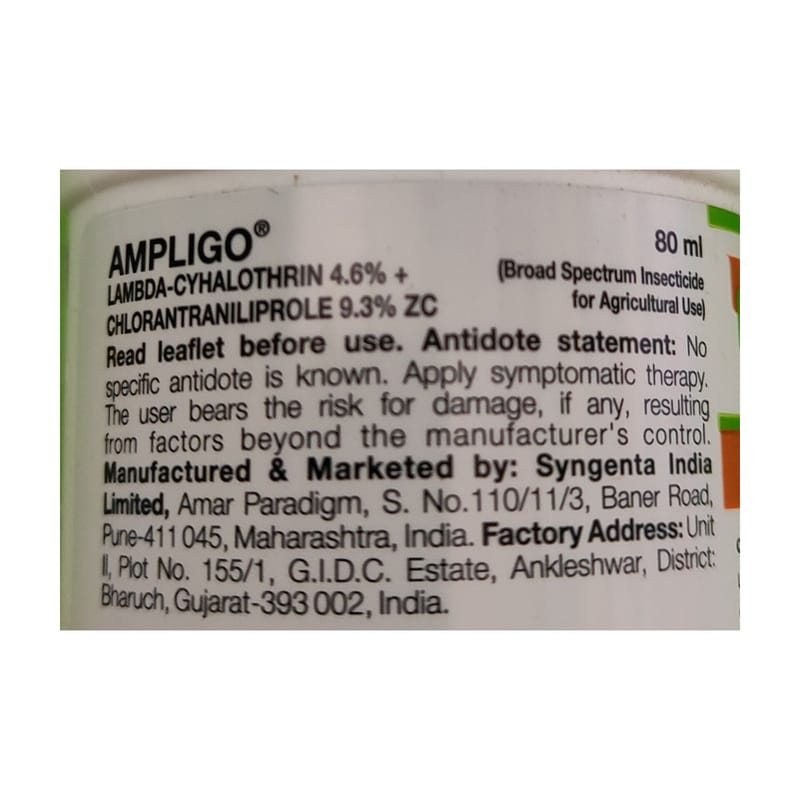 AMPLIGO® 80 ml
LAMBDA-CYHALOTHRIN 4.6% + (Broad Spectrum Insecticide
CHLORANTRANILIPROLE 9.3% ZC for Agricultural Use)
Read leaflet before use. Antidote statement: No
specific antidote is known. Apply symptomatic therapy.
The user bears the risk for damage, if any, resulting
from factors beyond the manufacturer's control.
Manufactured & Marketed by: Syngenta India
Limited, Amar Paradigm, S. No.110/11/3, Baner Road,
Pune-411 045, Maharashtra, India. Factory Address: Unit
II, Plot No. 155/1, G.I.D.C. Estate, Ankleshwar, District:
Bharuch, Gujarat-393 002, India.